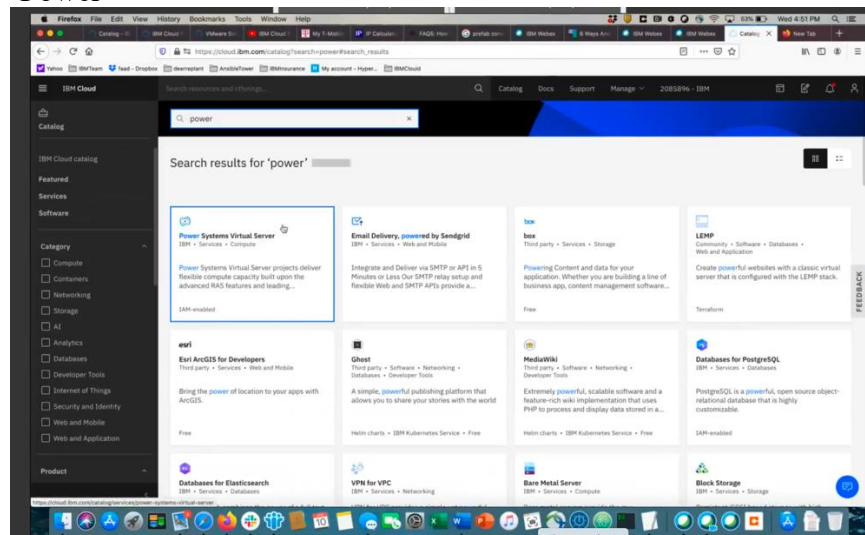 Firefox File Edit View History Bookmarks Tools Window Help
63% Wed 4:51 PM
Catalog X New Tab
https://cloud.ibm.com/catalog?search=power#search_results
Yahoo IBMTeam fead - Dropbox dearreplant AnsibleTower IBMInsurance My account - Hyper... IBMClouid
IBM Cloud
Catalog Docs Support Manage 2085896 - IBM
Catalog
power
IBM Cloud catalog
Search results for 'power'
Featured
Services
Software
Category
Compute
Containers
Networking
Storage
AI
Analytics
Databases
Developer Tools
Internet of Things
Security and Identity
Web and Mobile
Web and Application
Product
Power Systems Virtual Server
IBM • Services • Compute
Power Systems Virtual Server projects deliver
flexible compute capacity built upon the
advanced RAS features and leading...
IAM-enabled
Email Delivery, powered by Sendgrid
IBM • Services • Web and Mobile
Integrate and Deliver via SMTP or API in 5
Minutes or Less Our SMTP relay setup and
flexible Web and SMTP APIs provide a...
box
box
Third party • Services • Storage
Powering Content and data for your
application. Whether you are building a line of
business app, content management software...
Free
LEMP
Community • Software • Databases •
Web and Application
Create powerful websites with a classic virtual
server that is configured with the LEMP stack.
Terraform
esri
Esri ArcGIS for Developers
Third party • Services • Web and Mobile
Bring the power of location to your apps with
ArcGIS.
Free
Ghost
Third party • Software • Networking •
Databases • Developer Tools
A simple, powerful publishing platform that
allows you to share your stories with the world
Helm charts • IBM Kubernetes Service • Free
MediaWiki
Third party • Software • Networking •
Developer Tools
Extremely powerful, scalable software and a
feature-rich wiki implementation that uses
PHP to process and display data stored in a...
Helm charts • IBM Kubernetes Service • Free
Databases for PostgreSQL
IBM • Services • Databases
PostgreSQL is a powerful, open source object-
relational database that is highly
customizable.
IAM-enabled
Databases for Elasticsearch
IBM • Services • Databases
VPN for VPC
IBM • Services • Networking
Bare Metal Server
IBM • Services • Compute
Block Storage
IBM • Services • Storage
FEEDBACK
https://cloud.ibm.com/catalog/services/power-systems-virtual-server